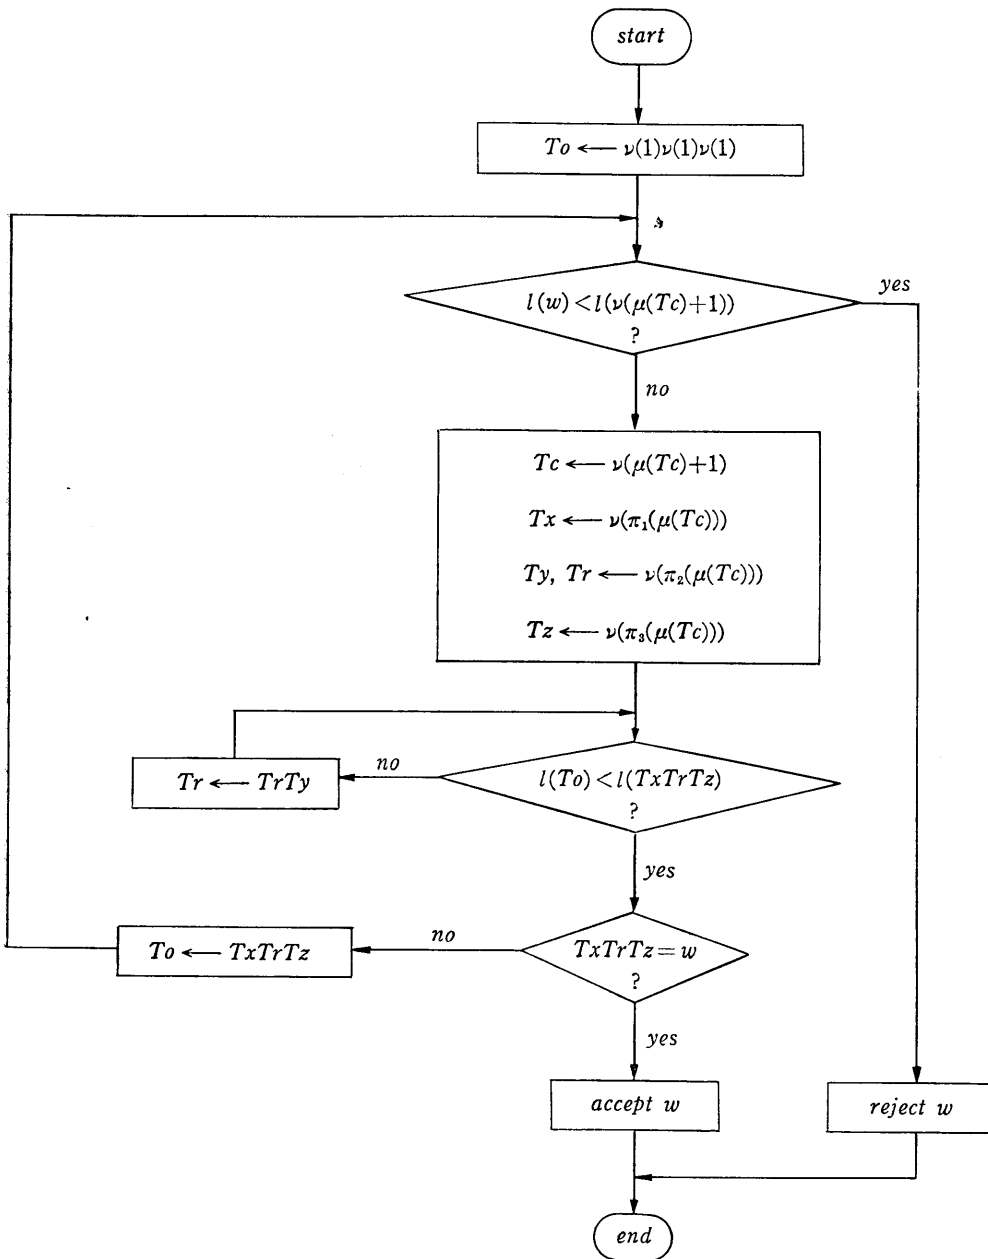 start
To ← ν(1)ν(1)ν(1)
yes
l(w) < l(ν(μ(Tc)+1))
?
no
Tc ← ν(μ(Tc)+1)
Tx ← ν(π₁(μ(Tc)))
Ty, Tr ← ν(π₂(μ(Tc)))
Tz ← ν(π₃(μ(Tc)))
no
Tr ← TrTy
l(To) < l(TxTrTz)
?
yes
no
To ← TxTrTz
TxTrTz = w
?
yes
accept w
reject w
end